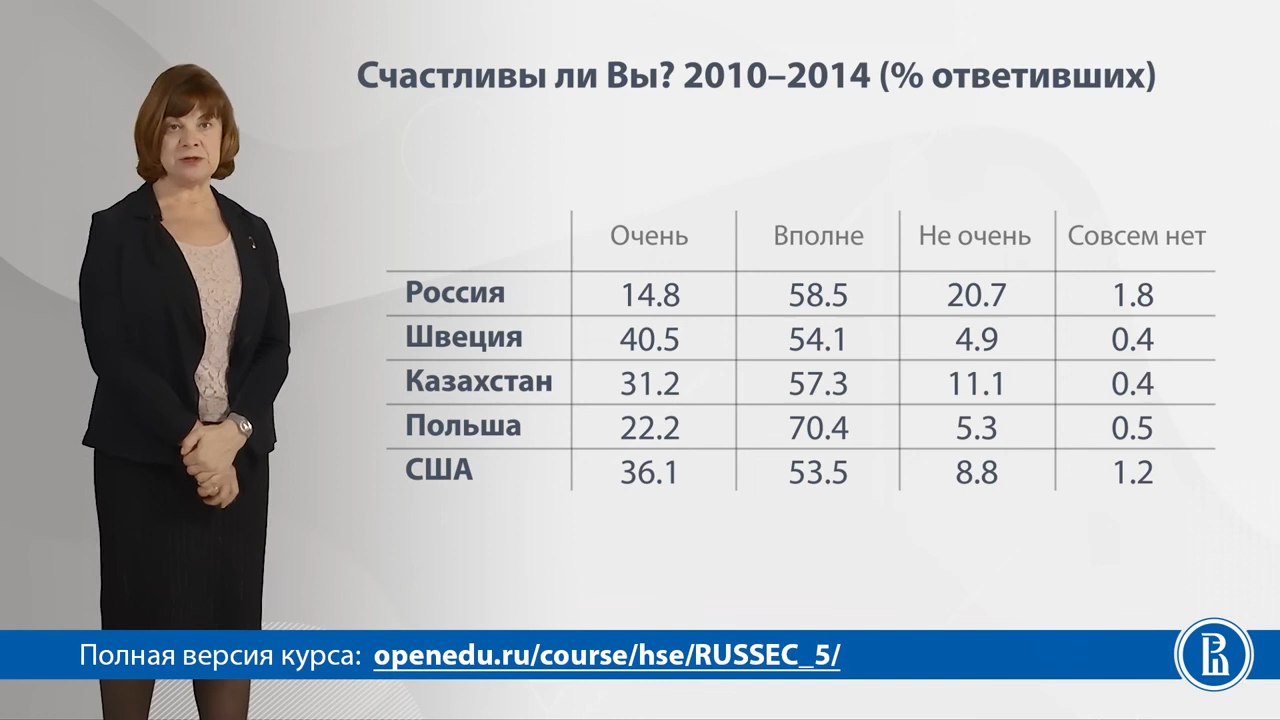 Счастливы ли Вы? 2010–2014 (% ответивших)
Очень Вполне Не очень Совсем нет
Россия 14.8 58.5 20.7 1.8
Швеция 40.5 54.1 4.9 0.4
Казахстан 31.2 57.3 11.1 0.4
Польша 22.2 70.4 5.3 0.5
США 36.1 53.5 8.8 1.2
Полная версия курса: openedu.ru/course/hse/RUSSEC_5/